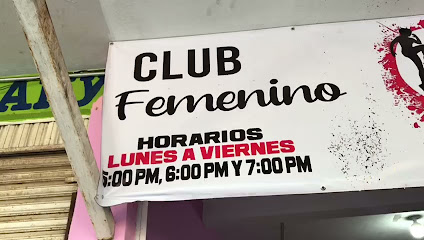 CLUB
Femenino
HORARIOS
LUNES A VIERNES
5:00 PM, 6:00 PM Y 7:00 PM